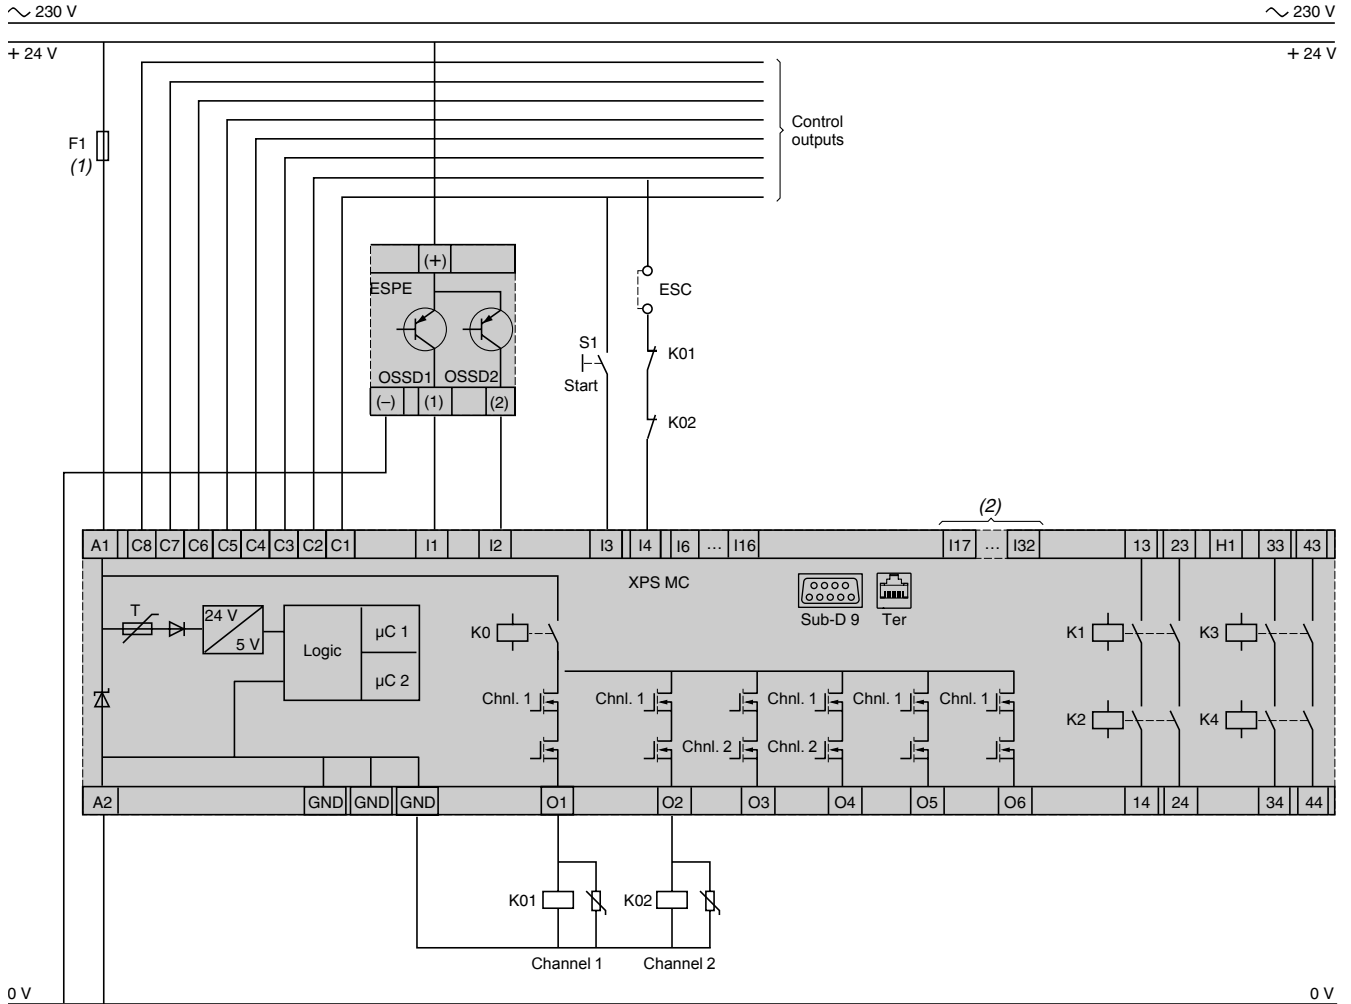 230 V
230 V
+ 24 V
+ 24 V
F1
(1)
Control
outputs
(+)
ESPE
ESC
S1
K01
OSSD1
OSSD2
Start
(–)
(1)
(2)
K02
(2)
A1
C8
C7
C6
C5
C4
C3
C2
C1
I1
I2
I3
I4
I6
...
I16
I17
...
I32
13
23
H1
33
43
XPS MC
T
24 V
5 V
Logic
µC 1
µC 2
K0
Sub-D 9
Ter
K1
K3
Chnl. 1
Chnl. 1
Chnl. 1
Chnl. 1
Chnl. 1
K2
K4
Chnl. 2
Chnl. 2
A2
GND
GND
GND
O1
O2
O3
O4
O5
O6
14
24
34
44
K01
K02
Channel 1
Channel 2
0 V
0 V